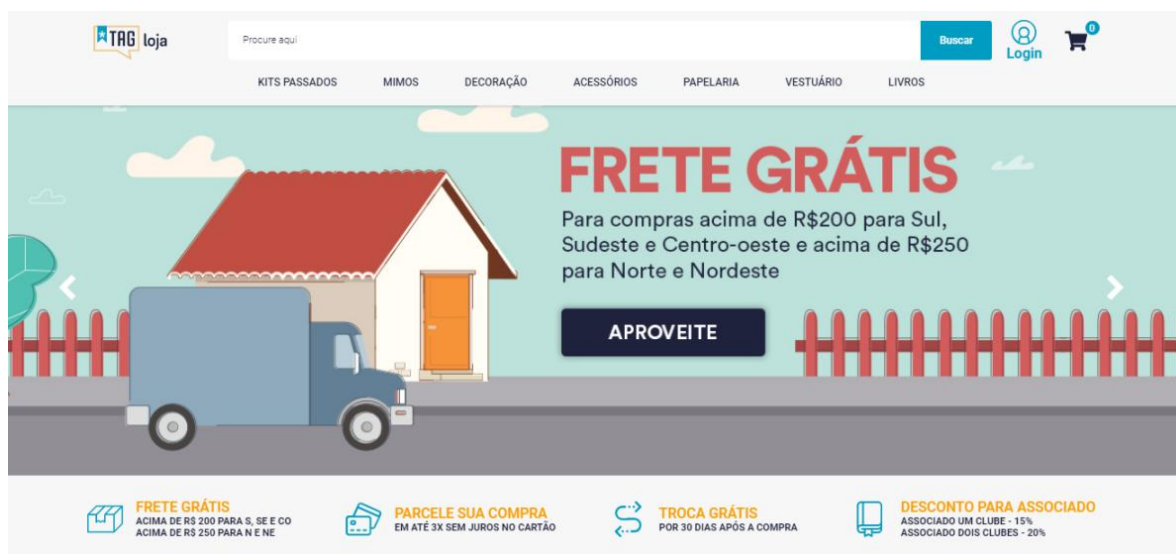 TAG loja
Procure aqui
Buscar
Login
0
KITS PASSADOS MIMOS DECORAÇÃO ACESSÓRIOS PAPELARIA VESTUÁRIO LIVROS
FRETE GRÁTIS
Para compras acima de R$200 para Sul,
Sudeste e Centro-oeste e acima de R$250
para Norte e Nordeste
APROVEITE
FRETE GRÁTIS
ACIMA DE R$ 200 PARA S, SE E CO
ACIMA DE R$ 250 PARA N E NE
PARCELE SUA COMPRA
EM ATÉ 3X SEM JUROS NO CARTÃO
TROCA GRÁTIS
POR 30 DIAS APÓS A COMPRA
DESCONTO PARA ASSOCIADO
ASSOCIADO UM CLUBE - 15%
ASSOCIADO DOIS CLUBES - 20%